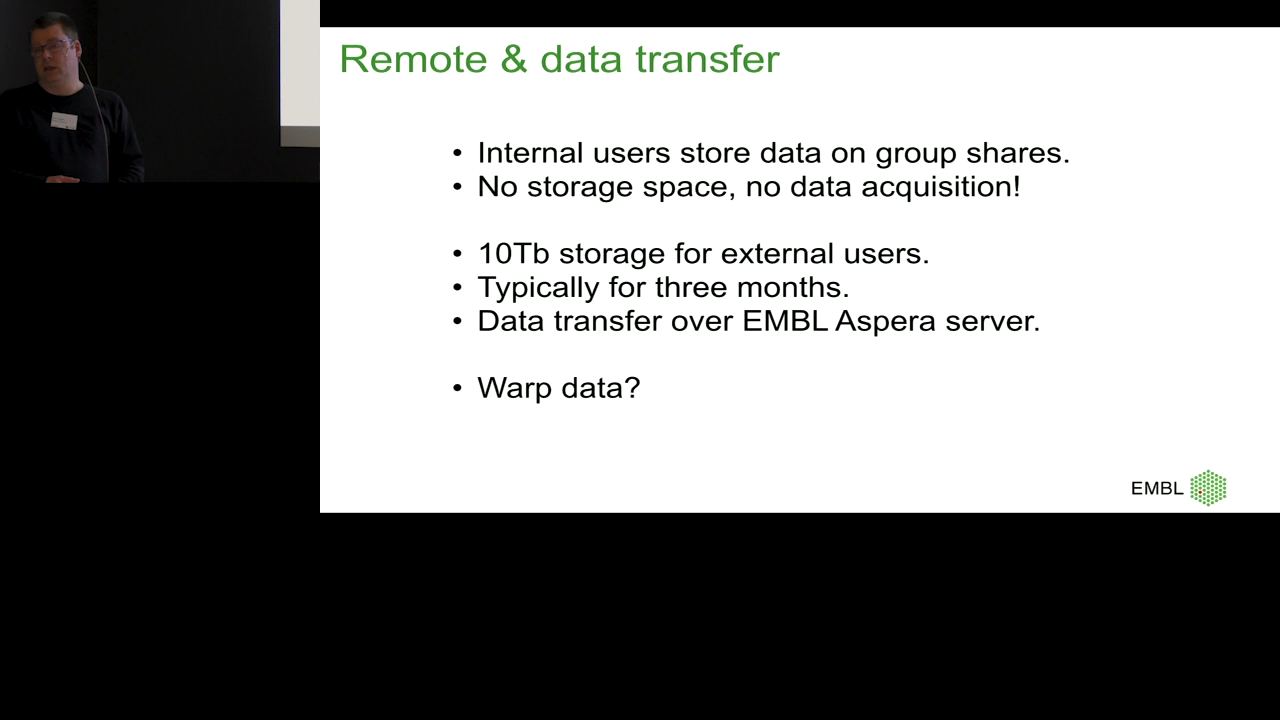 Remote & data transfer
• Internal users store data on group shares.
• No storage space, no data acquisition!
• 10Tb storage for external users.
• Typically for three months.
• Data transfer over EMBL Aspera server.
• Warp data?
EMBL